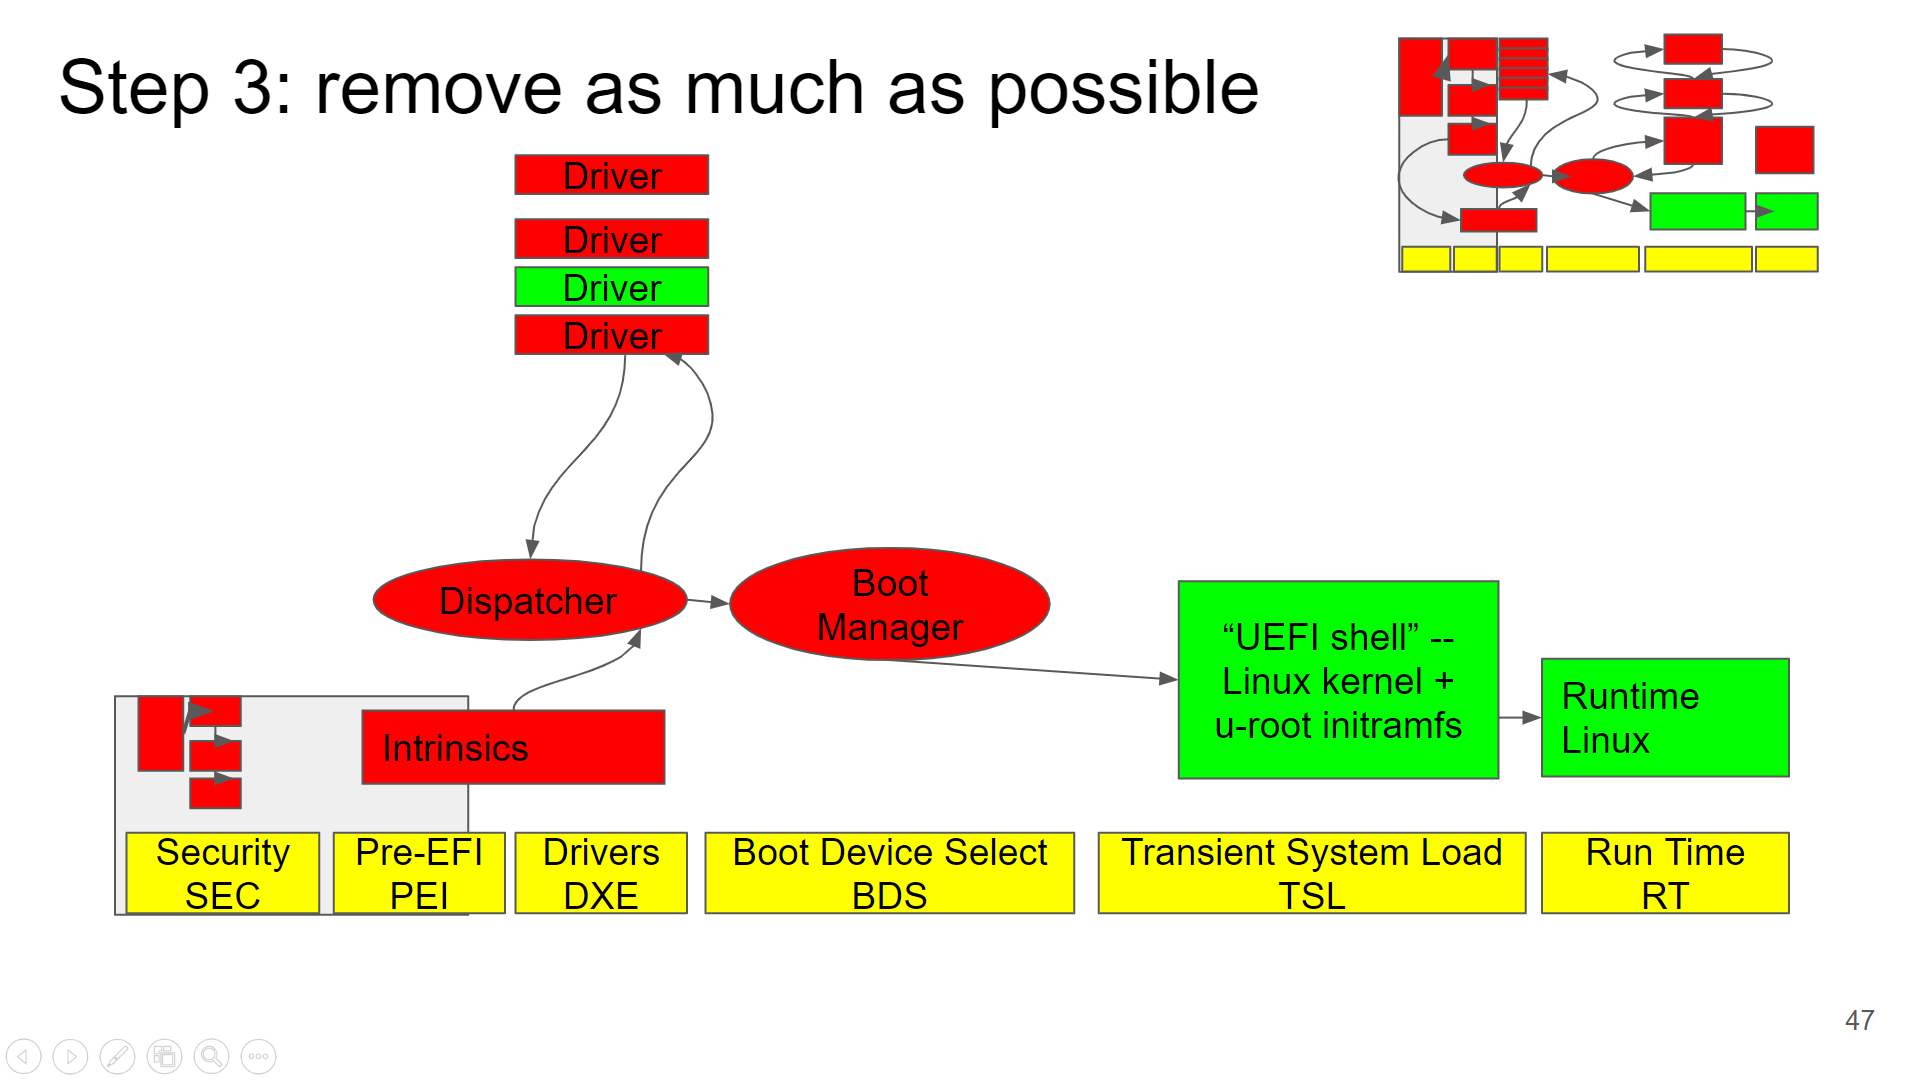 Step 3: remove as much as possible
Driver
Driver
Driver
Driver
Dispatcher
Boot
Manager
“UEFI shell” --
Linux kernel +
u-root initramfs
Runtime
Linux
Intrinsics
Security
SEC
Pre-EFI
PEI
Drivers
DXE
Boot Device Select
BDS
Transient System Load
TSL
Run Time
RT
47